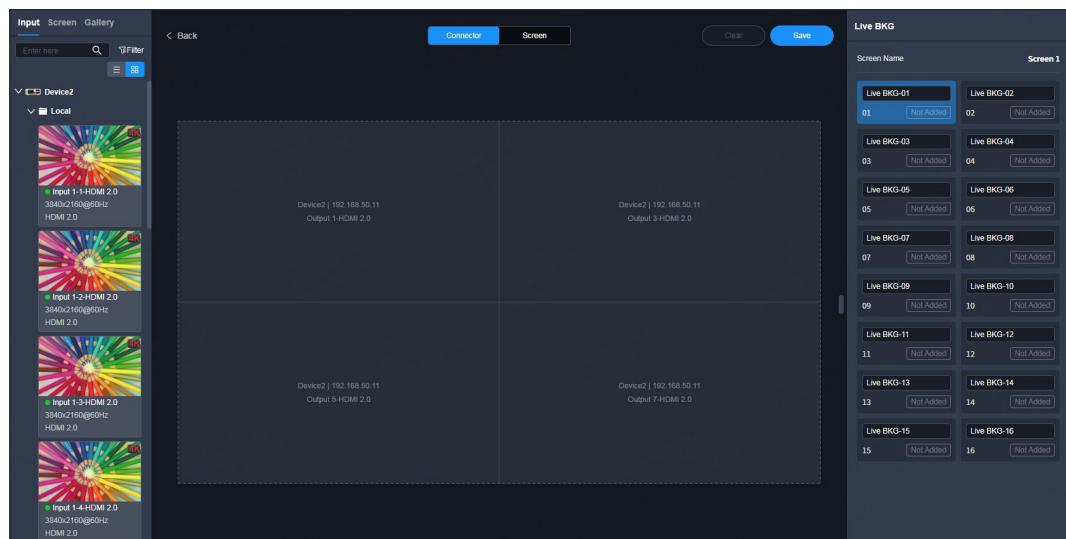 Input Screen Gallery
Enter here Filter
Device2
Local
4K
Input 1-1-HDMI 2.0
3840x2160@60Hz
HDMI 2.0
4K
Input 1-2-HDMI 2.0
3840x2160@60Hz
HDMI 2.0
4K
Input 1-3-HDMI 2.0
3840x2160@60Hz
HDMI 2.0
4K
Input 1-4-HDMI 2.0
3840x2160@60Hz
HDMI 2.0
< Back Connector Screen Clear Save
Device2 | 192.168.50.11
Output 1-HDMI 2.0
Device2 | 192.168.50.11
Output 3-HDMI 2.0
Device2 | 192.168.50.11
Output 5-HDMI 2.0
Device2 | 192.168.50.11
Output 7-HDMI 2.0
Live BKG
Screen Name Screen 1
Live BKG-01 Live BKG-02
01 Not Added 02 Not Added
Live BKG-03 Live BKG-04
03 Not Added 04 Not Added
Live BKG-05 Live BKG-06
05 Not Added 06 Not Added
Live BKG-07 Live BKG-08
07 Not Added 08 Not Added
Live BKG-09 Live BKG-10
09 Not Added 10 Not Added
Live BKG-11 Live BKG-12
11 Not Added 12 Not Added
Live BKG-13 Live BKG-14
13 Not Added 14 Not Added
Live BKG-15 Live BKG-16
15 Not Added 16 Not Added